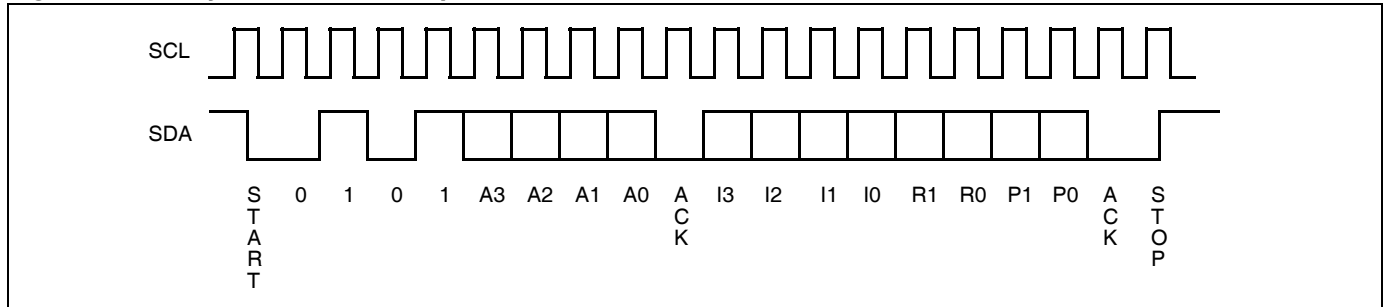 SCL
SDA
START 0 1 0 1 A3 A2 A1 A0 ACK I3 I2 I1 I0 R1 R0 P1 P0 ACK STOP